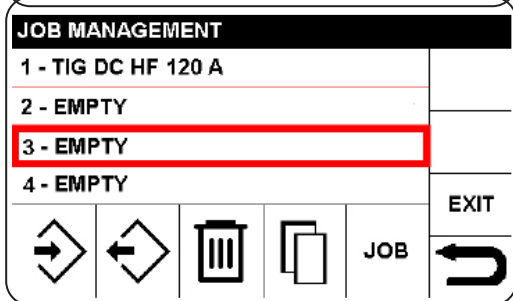 JOB MANAGEMENT
1 - TIG DC HF 120 A
2 - EMPTY
3 - EMPTY
4 - EMPTY
EXIT
JOB